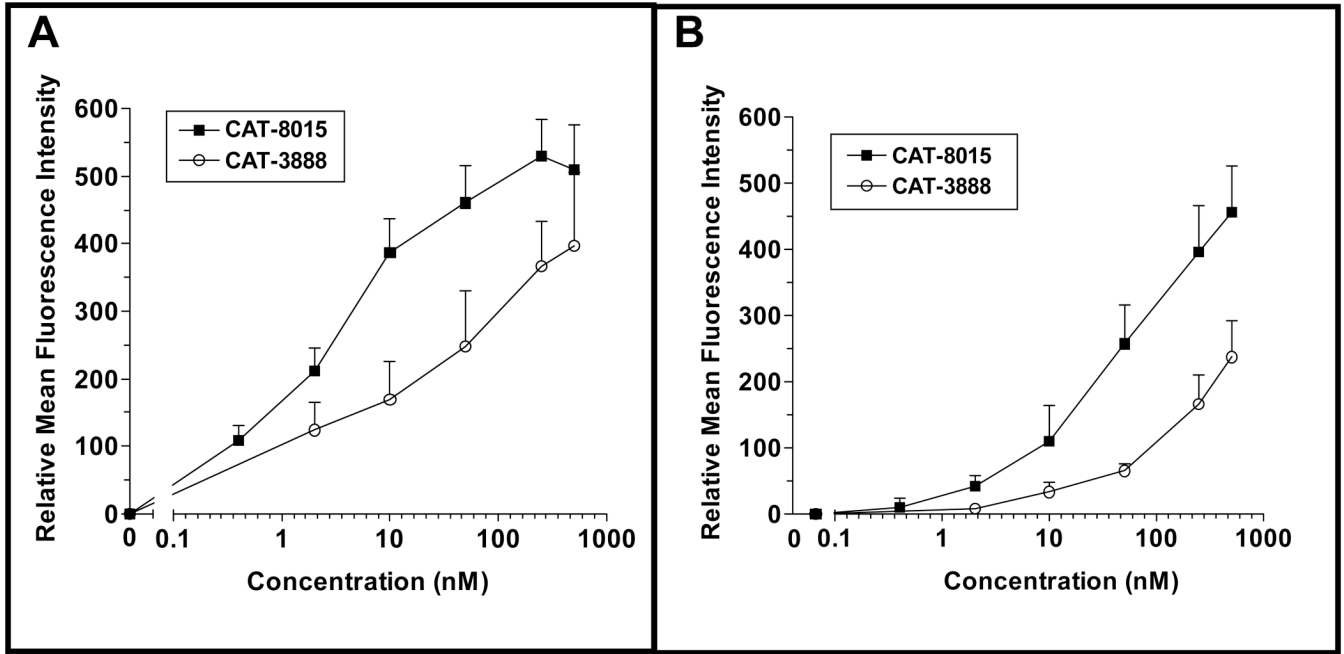 A
Relative Mean Fluorescence Intensity
600
500
400
300
200
100
0
CAT-8015
CAT-3888
0 0.1 1 10 100 1000
Concentration (nM)
B
Relative Mean Fluorescence Intensity
600
500
400
300
200
100
0
CAT-8015
CAT-3888
0 0.1 1 10 100 1000
Concentration (nM)